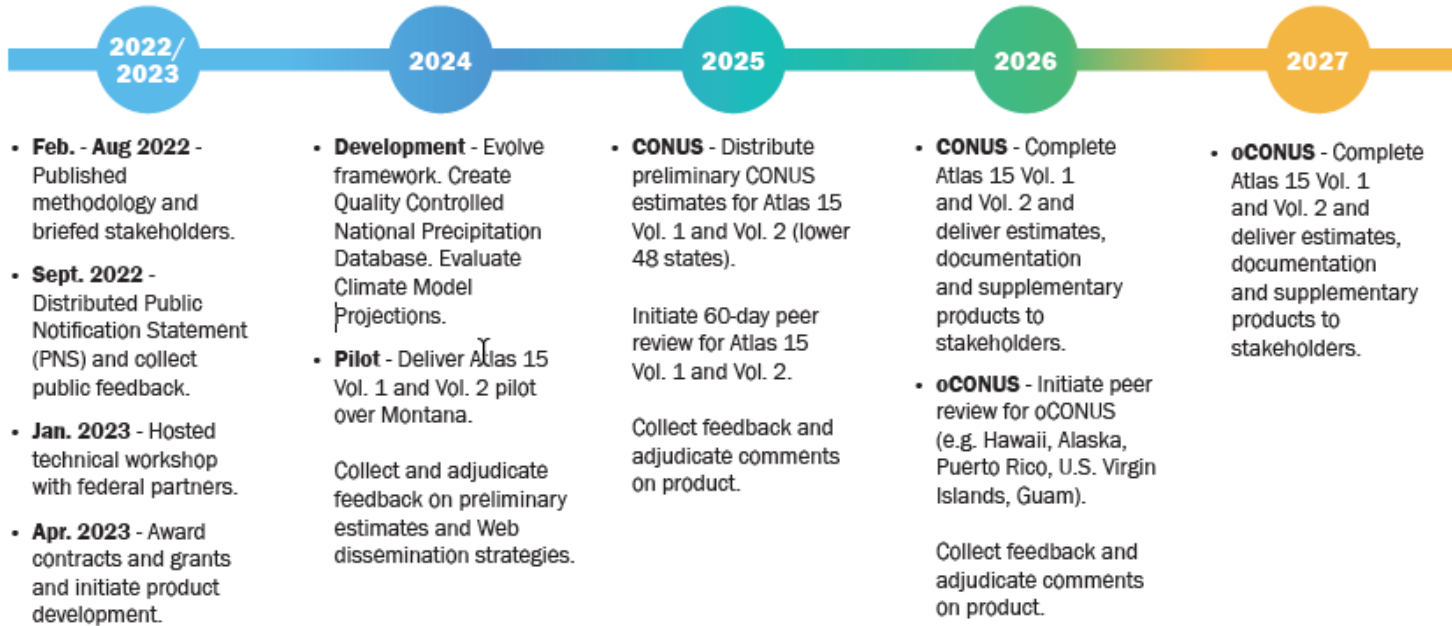 2022/
2023
2024
2025
2026
2027
• Feb. - Aug 2022 -
Published
methodology and
briefed stakeholders.
• Sept. 2022 -
Distributed Public
Notification Statement
(PNS) and collect
public feedback.
• Jan. 2023 - Hosted
technical workshop
with federal partners.
• Apr. 2023 - Award
contracts and grants
and initiate product
development.
• Development - Evolve
framework. Create
Quality Controlled
National Precipitation
Database. Evaluate
Climate Model
Projections.
• Pilot - Deliver Atlas 15
Vol. 1 and Vol. 2 pilot
over Montana.
Collect and adjudicate
feedback on preliminary
estimates and Web
dissemination strategies.
• CONUS - Distribute
preliminary CONUS
estimates for Atlas 15
Vol. 1 and Vol. 2 (lower
48 states).
Initiate 60-day peer
review for Atlas 15
Vol. 1 and Vol. 2.
Collect feedback and
adjudicate comments
on product.
• CONUS - Complete
Atlas 15 Vol. 1
and Vol. 2 and
deliver estimates,
documentation
and supplementary
products to
stakeholders.
• oCONUS - Initiate peer
review for oCONUS
(e.g. Hawaii, Alaska,
Puerto Rico, U.S. Virgin
Islands, Guam).
Collect feedback and
adjudicate comments
on product.
• oCONUS - Complete
Atlas 15 Vol. 1
and Vol. 2 and
deliver estimates,
documentation
and supplementary
products to
stakeholders.